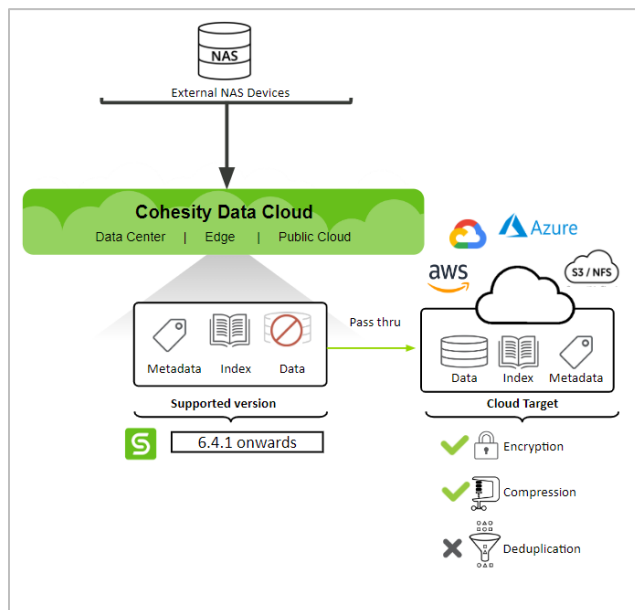 NAS
External NAS Devices
Cohesity Data Cloud
Data Center | Edge | Public Cloud
Azure
aws
S3 / NFS
Metadata Index Data
Pass thru
Data Index Metadata
Supported version
Cloud Target
S 6.4.1 onwards
Encryption
Compression
Deduplication